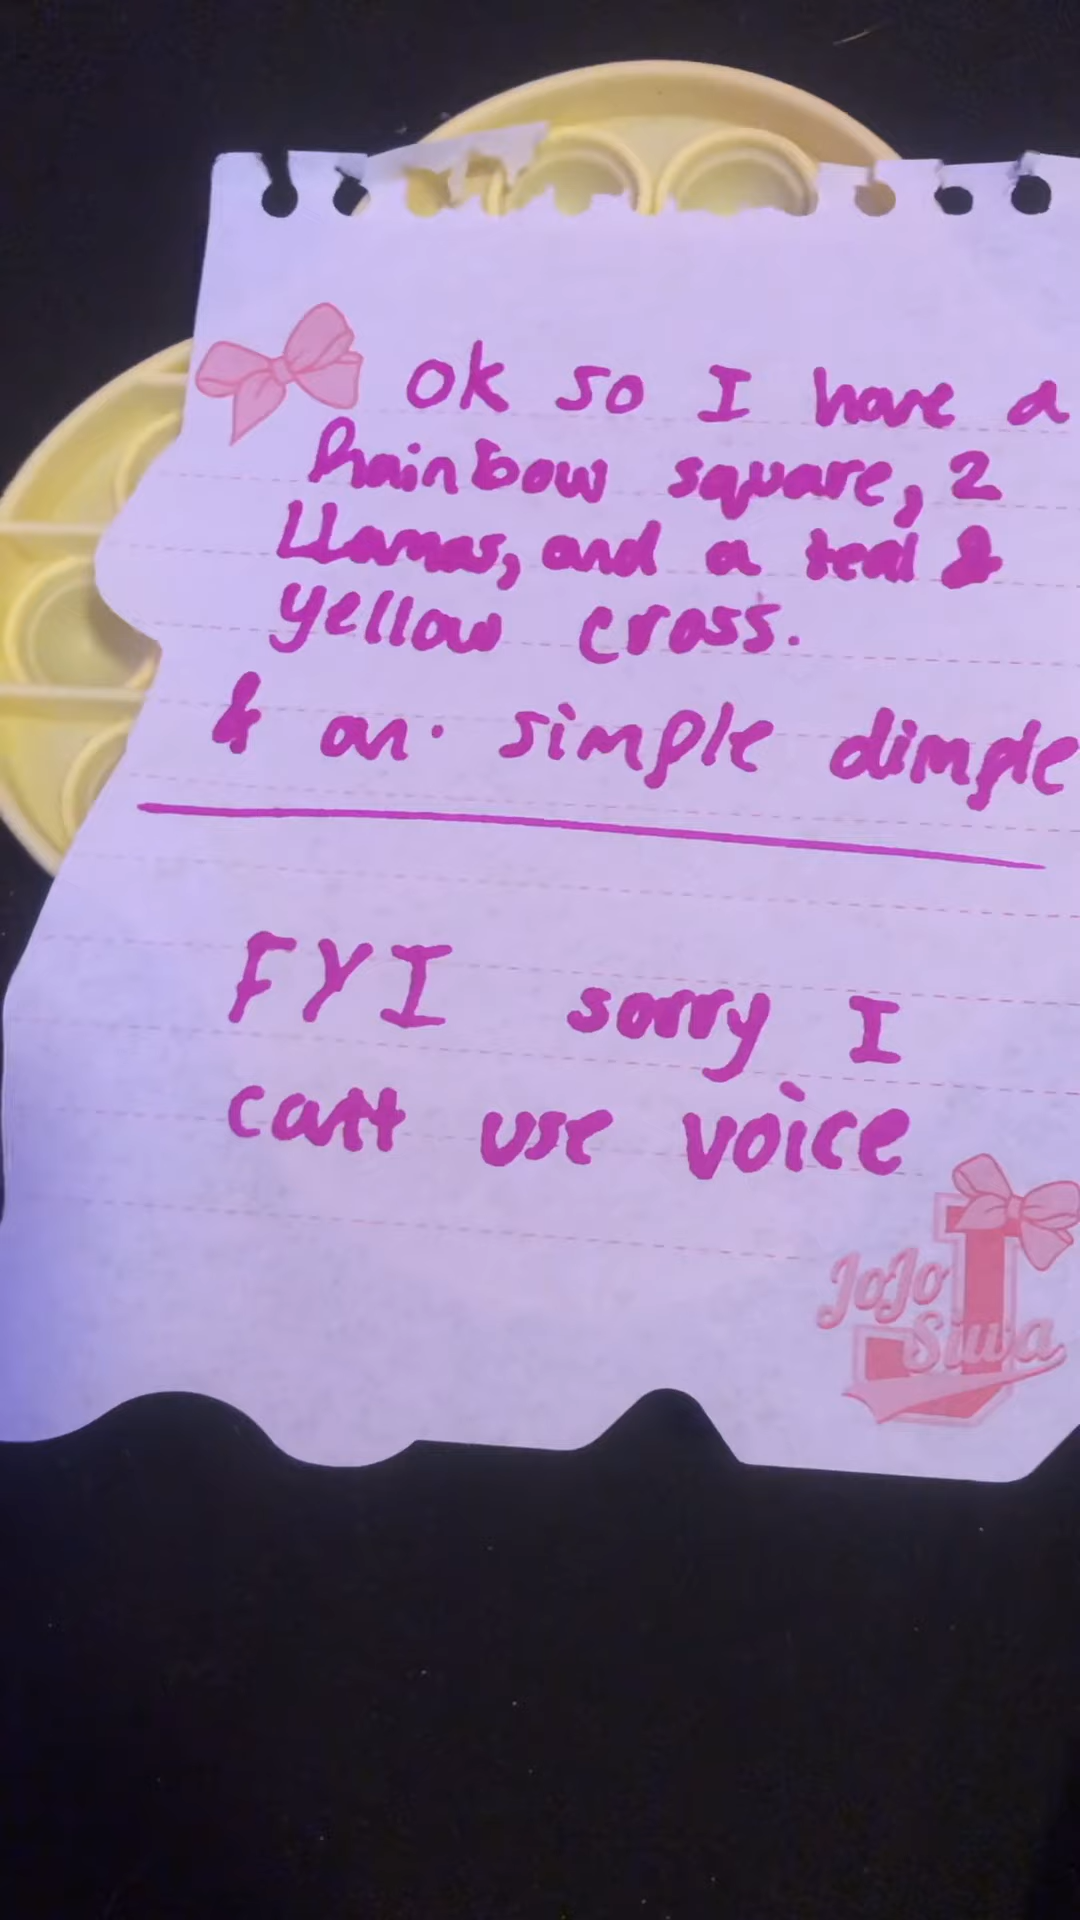 ok so I have a
Rainbow square, 2
Llamas, and a teal &
yellow cross.
& an. simple dimple
FYI sorry I
can't use voice
JoJo
Siwa